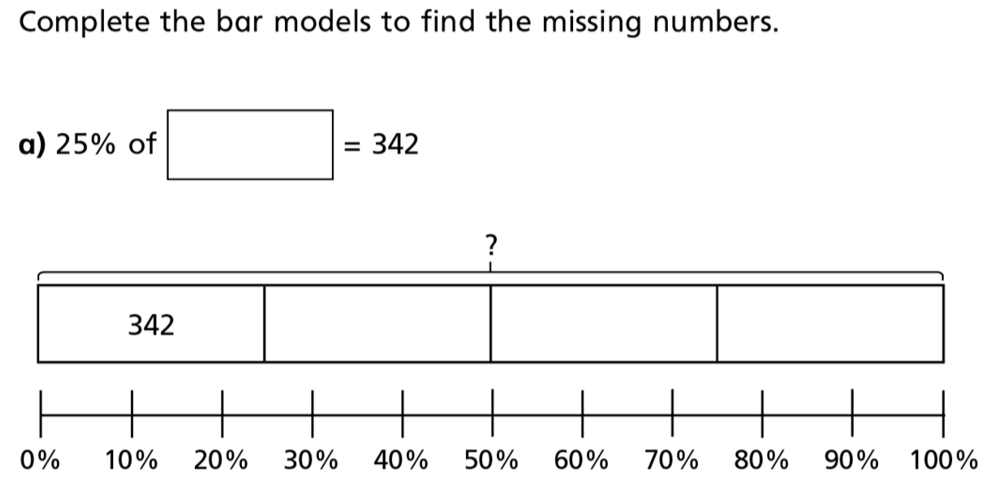 Complete the bar models to find the missing numbers.
a) 25% of = 342
?
342
0% 10% 20% 30% 40% 50% 60% 70% 80% 90% 100%